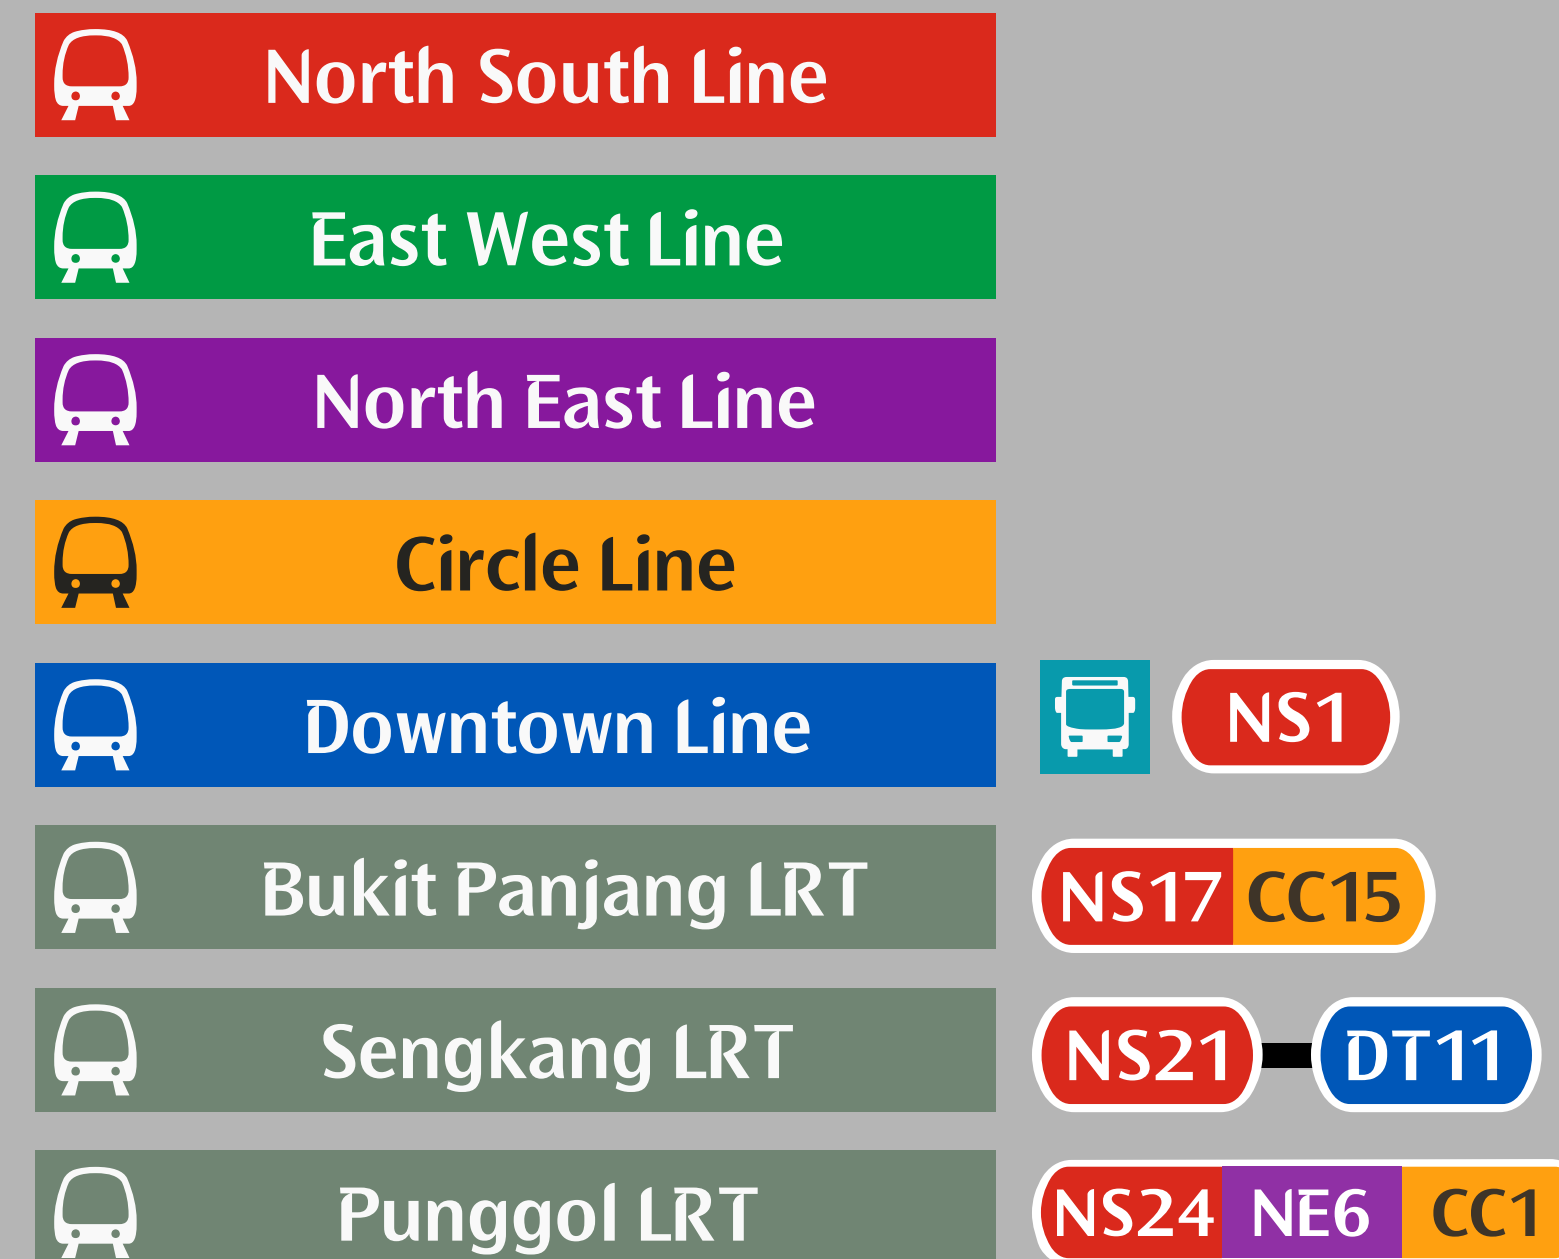 North South Line
East West Line
North East Line
Circle Line
Downtown Line
NS1
Bukit Panjang LRT
NS17 CC15
Sengkang LRT
NS21 DT11
Punggol LRT
NS24 NE6 CC1